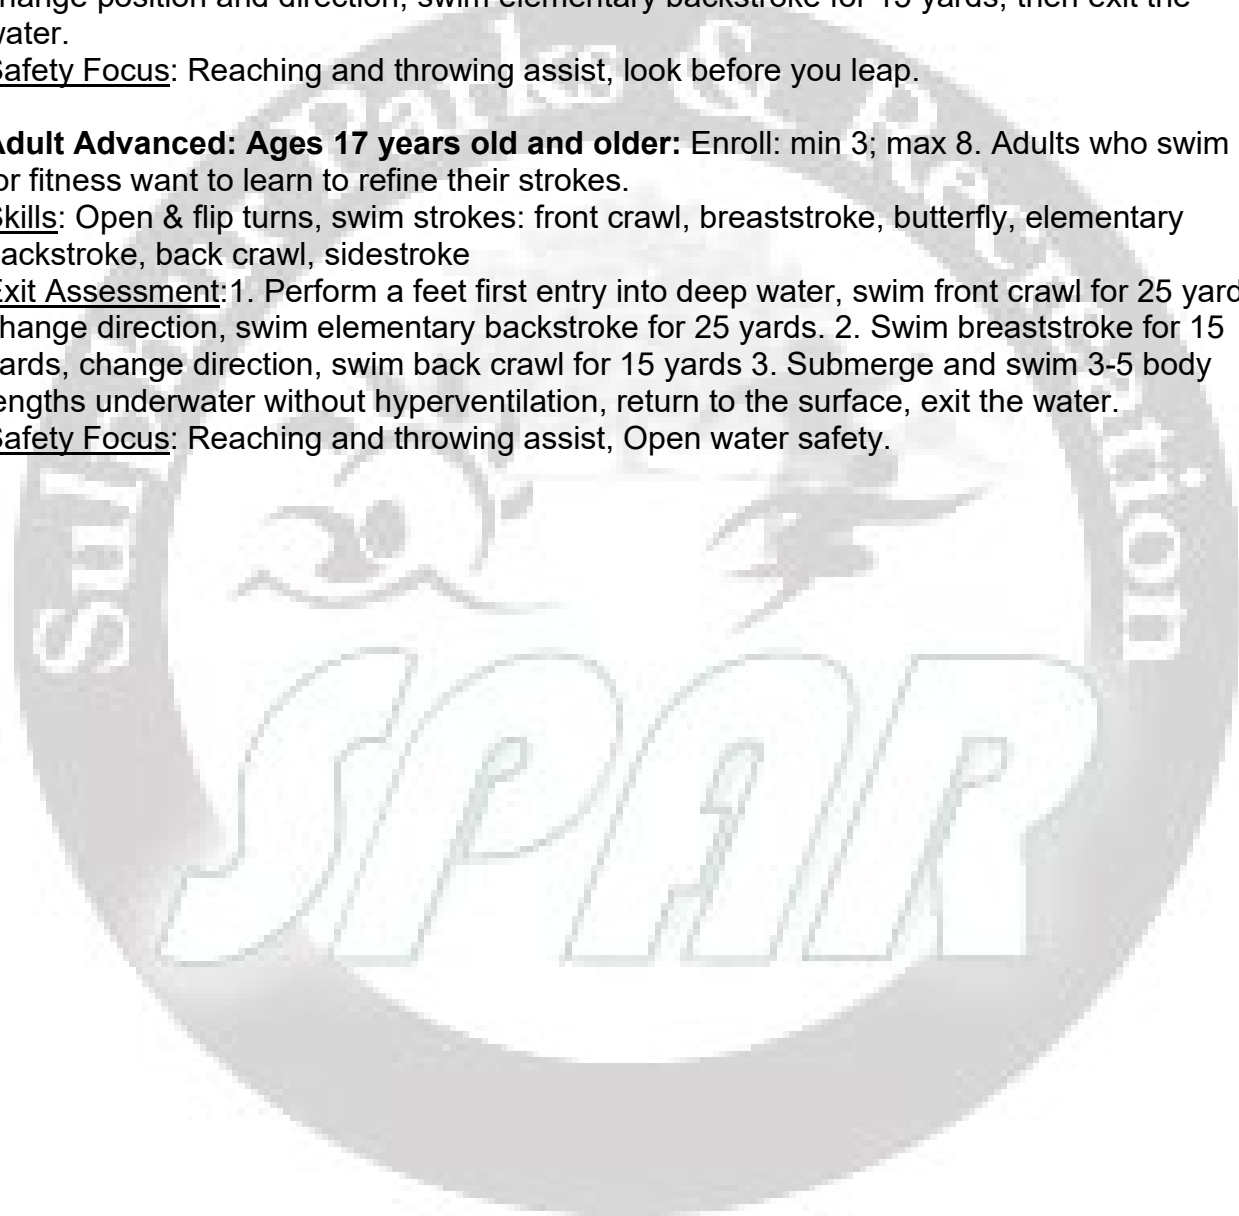 change position and direction, swim elementary backstroke for 15 yards, then exit the
water.
Safety Focus: Reaching and throwing assist, look before you leap.
Adult Advanced: Ages 17 years old and older: Enroll: min 3; max 8. Adults who swim
for fitness want to learn to refine their strokes.
Skills: Open & flip turns, swim strokes: front crawl, breaststroke, butterfly, elementary
backstroke, back crawl, sidestroke
Exit Assessment:1. Perform a feet first entry into deep water, swim front crawl for 25 yard
change direction, swim elementary backstroke for 25 yards. 2. Swim breaststroke for 15
yards, change direction, swim back crawl for 15 yards 3. Submerge and swim 3-5 body
lengths underwater without hyperventilation, return to the surface, exit the water.
Safety Focus: Reaching and throwing assist, Open water safety.
Parks & Recreation
SPAR